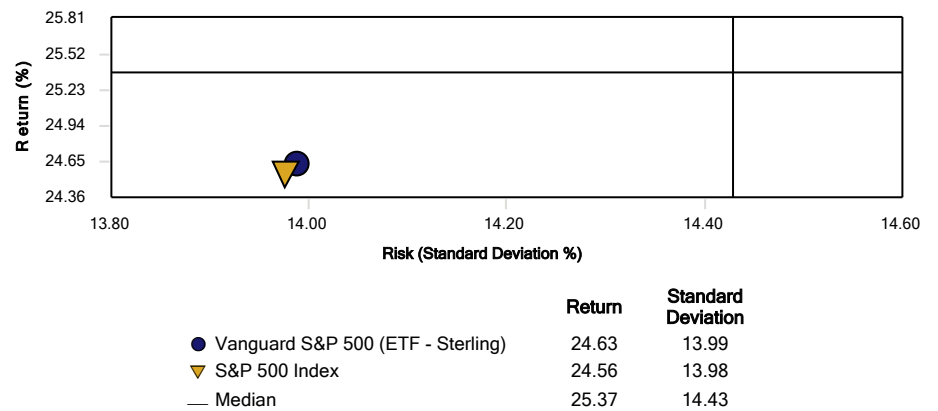 25.81
25.52
25.23
24.94
24.65
24.36
Return (%)
13.80 14.00 14.20 14.40 14.60
Risk (Standard Deviation %)
Return Standard Deviation
Vanguard S&P 500 (ETF - Sterling) 24.63 13.99
S&P 500 Index 24.56 13.98
Median 25.37 14.43